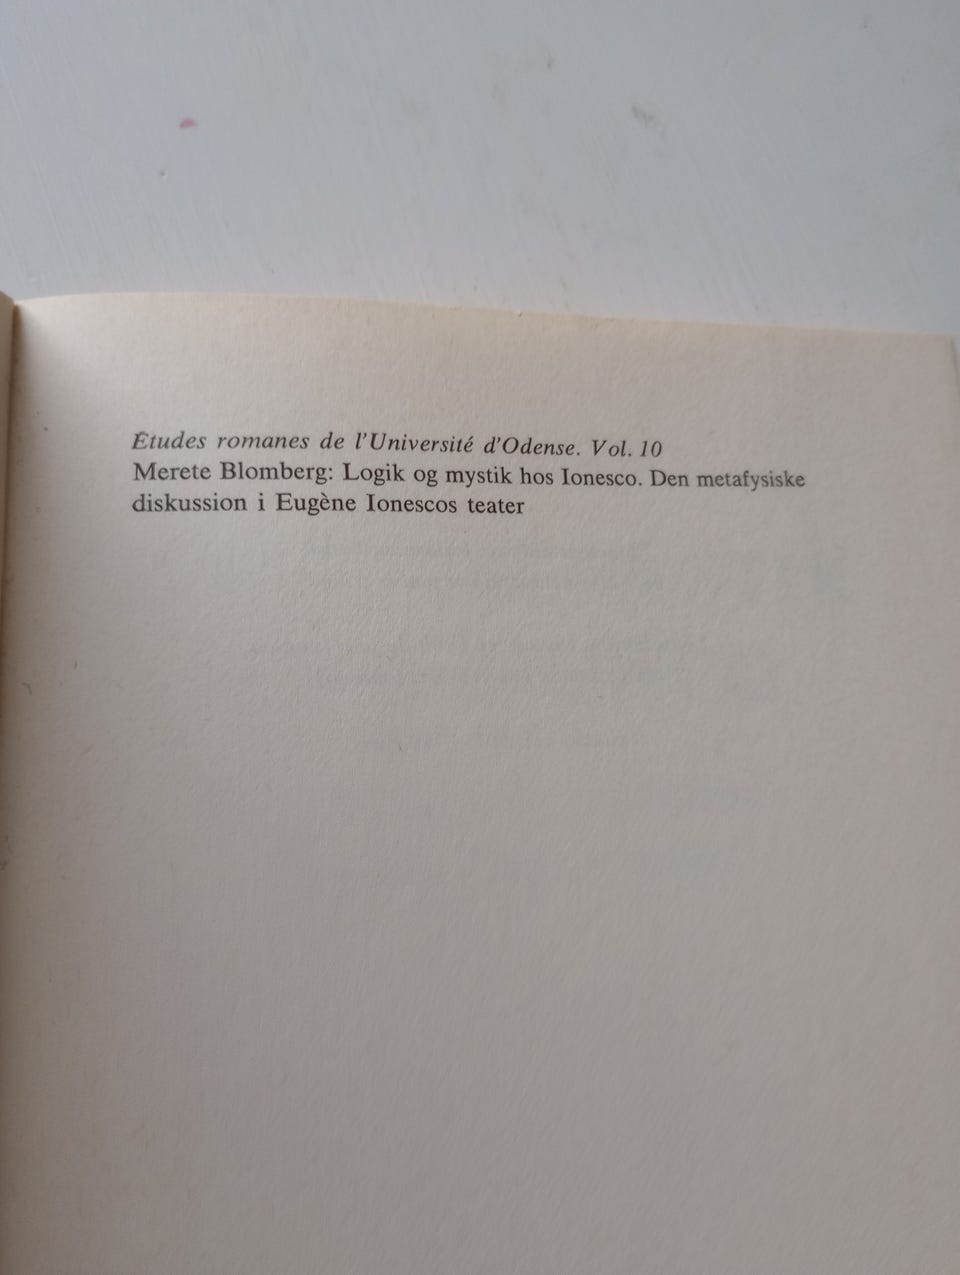 Etudes romanes de l'Université d'Odense. Vol. 10
Merete Blomberg: Logik og mystik hos Ionesco. Den metafysiske
diskussion i Eugène Ionescos teater